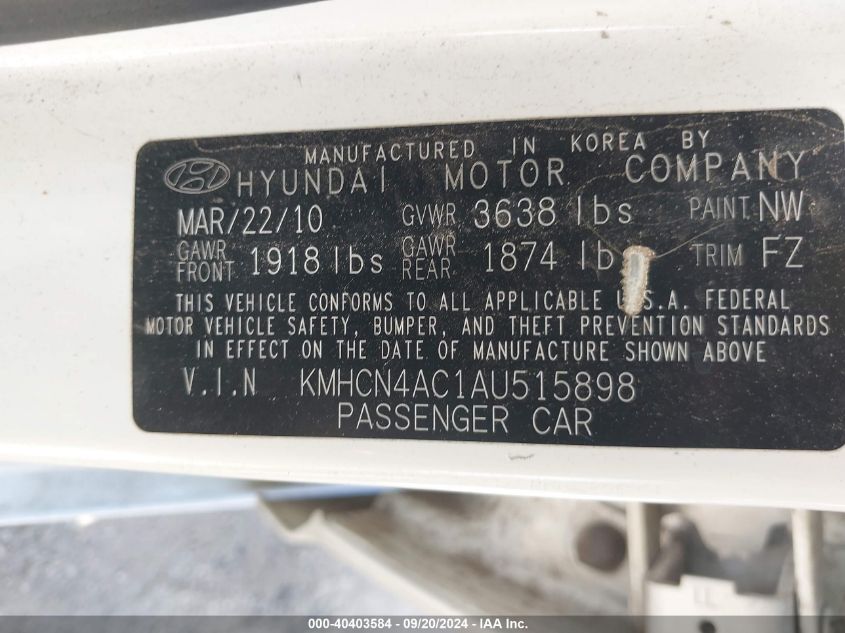 MANUFACTURED IN KOREA BY
HYUNDAI MOTOR COMPANY
MAR/22/10 GVWR 3638 lbs PAINT NW
GAWR FRONT 1918 lbs GAWR REAR 1874 lb TRIM FZ
THIS VEHICLE CONFORMS TO ALL APPLICABLE U.S.A. FEDERAL
MOTOR VEHICLE SAFETY, BUMPER, AND THEFT PREVENTION STANDARDS
IN EFFECT ON THE DATE OF MANUFACTURE SHOWN ABOVE
V.I.N KMHCN4AC1AU515898
PASSENGER CAR
000-40403584 - 09/20/2024 - IAA Inc.